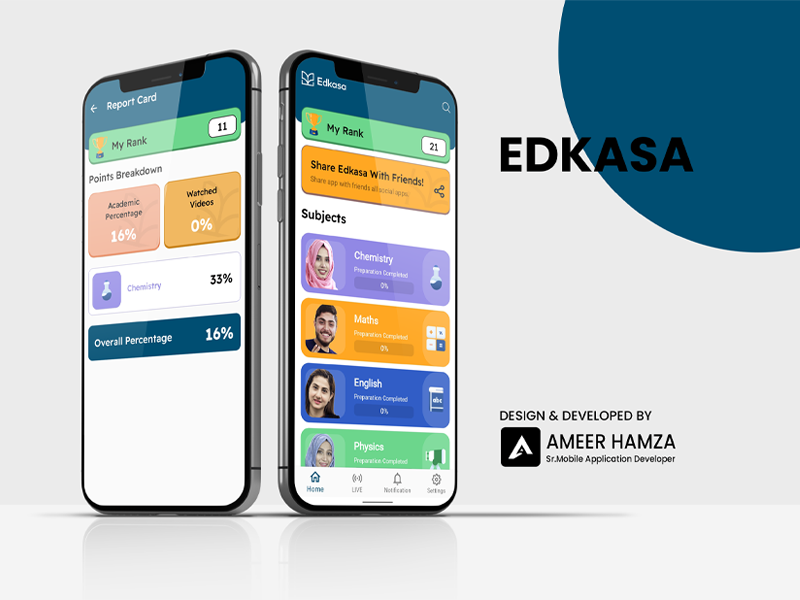 Report Card
My Rank
11
Points Breakdown
Academic
Percentage
16%
Watched
Videos
0%
Chemistry
33%
Overall Percentage
16%
Edkasa
My Rank
21
Share Edkasa With Friends!
Share app with friends all social apps.
Subjects
Chemistry
Preparation Completed
0%
Maths
Preparation Completed
0%
English
Preparation Completed
0%
abc
Physics
Preparation Completed
Home
LIVE
Notification
Settings
EDKASA
DESIGN & DEVELOPED BY
AMEER HAMZA
Sr.Mobile Application Developer